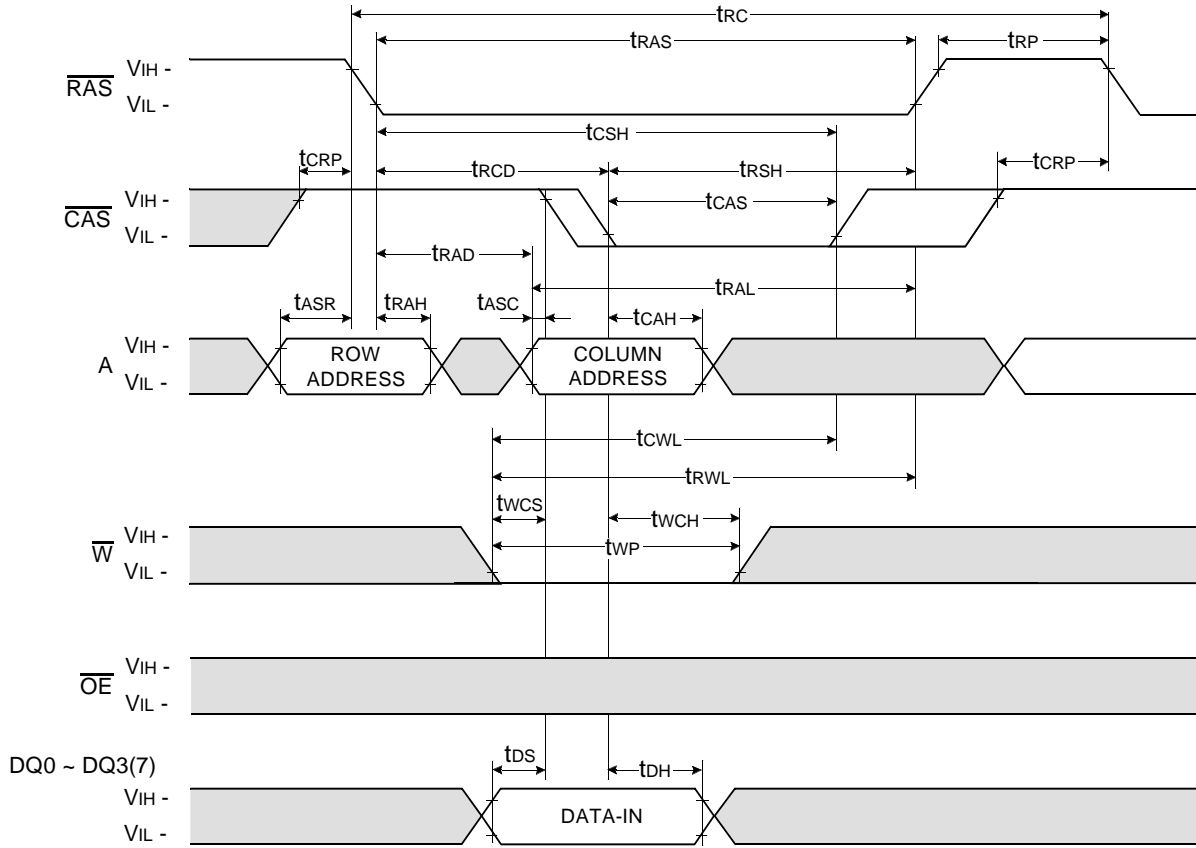 tRC
tRAS
tRP
RAS
VIH -
VIL -
tCSH
tCRP
tRCD
tRSH
tCRP
CAS
VIH -
VIL -
tCAS
tRAD
tRAL
tASR
tRAH
tASC
tCAH
A
VIH -
VIL -
ROW
ADDRESS
COLUMN
ADDRESS
tCWL
tRWL
tWCS
tWCH
W
VIH -
VIL -
tWP
OE
VIH -
VIL -
tDS
tDH
DQ0 ~ DQ3(7)
VIH -
VIL -
DATA-IN